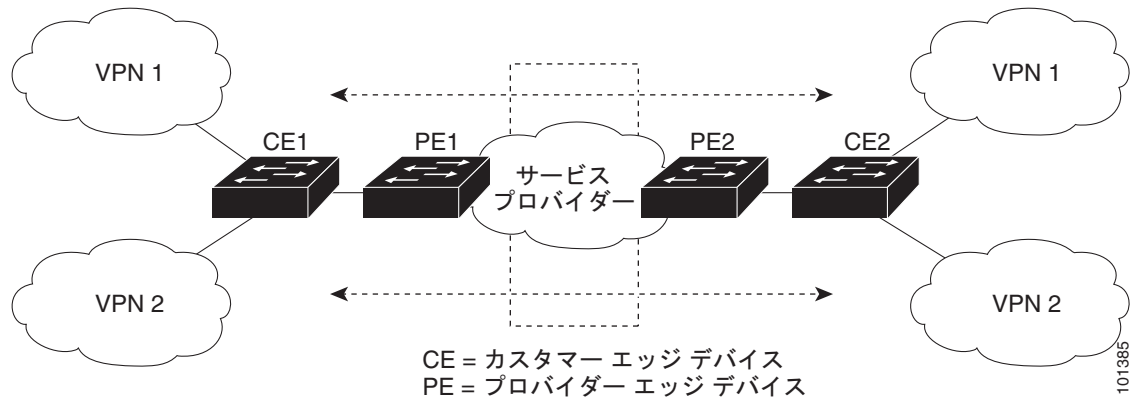 VPN 1
VPN 1
CE1
PE1
PE2
CE2
サービス
プロバイダー
VPN 2
VPN 2
CE = カスタマー エッジ デバイス
PE = プロバイダー エッジ デバイス
101385